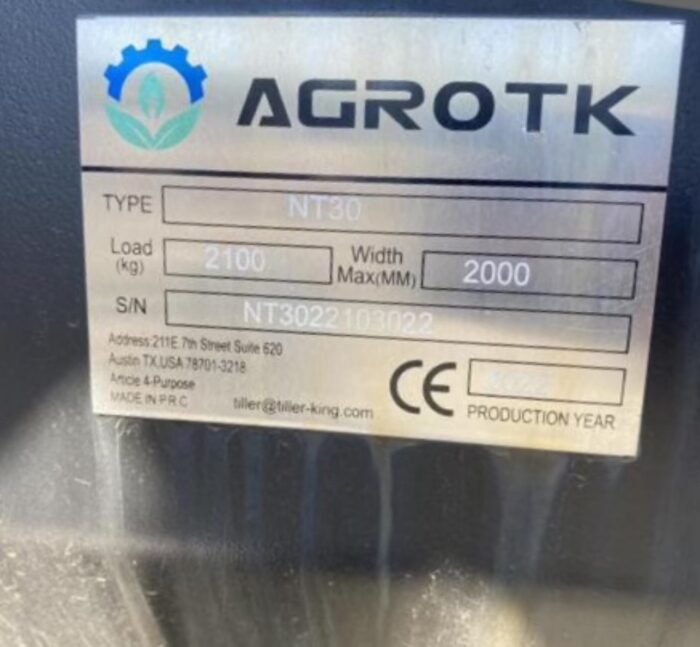 AGROTK
TYPE NT30
Load (kg) 2100 Width Max(MM) 2000
S/N NT3022103022
Address:211E.7th Street Suite 620
Austin TX,USA 78701-3218
Article 4-Purpose
MADE IN P.R.C tiller@tiller-king.com
CE
PRODUCTION YEAR